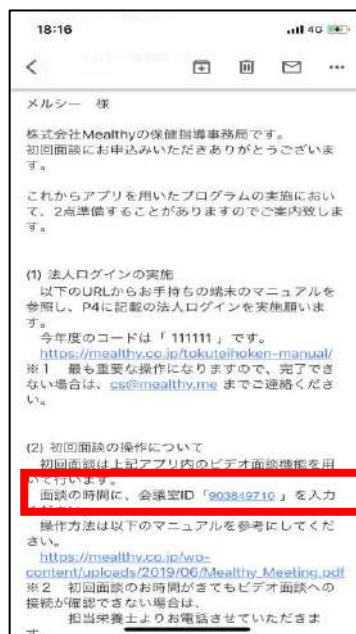 18:16
4G
メルシー 様
株式会社Mealthyの保健指導事務局です。
初回面談にお申込みいただきありがとうございま
す。
これからアプリを用いたプログラムの実施におい
て、2点準備することがありますのでご案内致しま
す。
(1) 法人ログインの実施
以下のURLからお手持ちの端末のマニュアルを
参照し、P4に記載の法人ログインを実施願いま
す。
今年度のコードは「 111111 」です。
https://mealthy.co.jp/tokuteihoken-manual/
※1 最も重要な操作になりますので、完了でき
ない場合は、cs@mealthy.me までご連絡くださ
い。
(2) 初回面談の操作について
初回面談は上記アプリ内のビデオ面談機能を用
いて行います。
面談の時間に、会議室ID「903849710 」を入力
操作方法は以下のマニュアルを参考にしてくだ
さい。
https://mealthy.co.jp/wp-
content/uploads/2019/06/Mealthy_Meeting.pdf
※2 初回面談のお時間がきてもビデオ面談への
接続が確認できない場合は、
担当栄養士よりお電話させていただきま